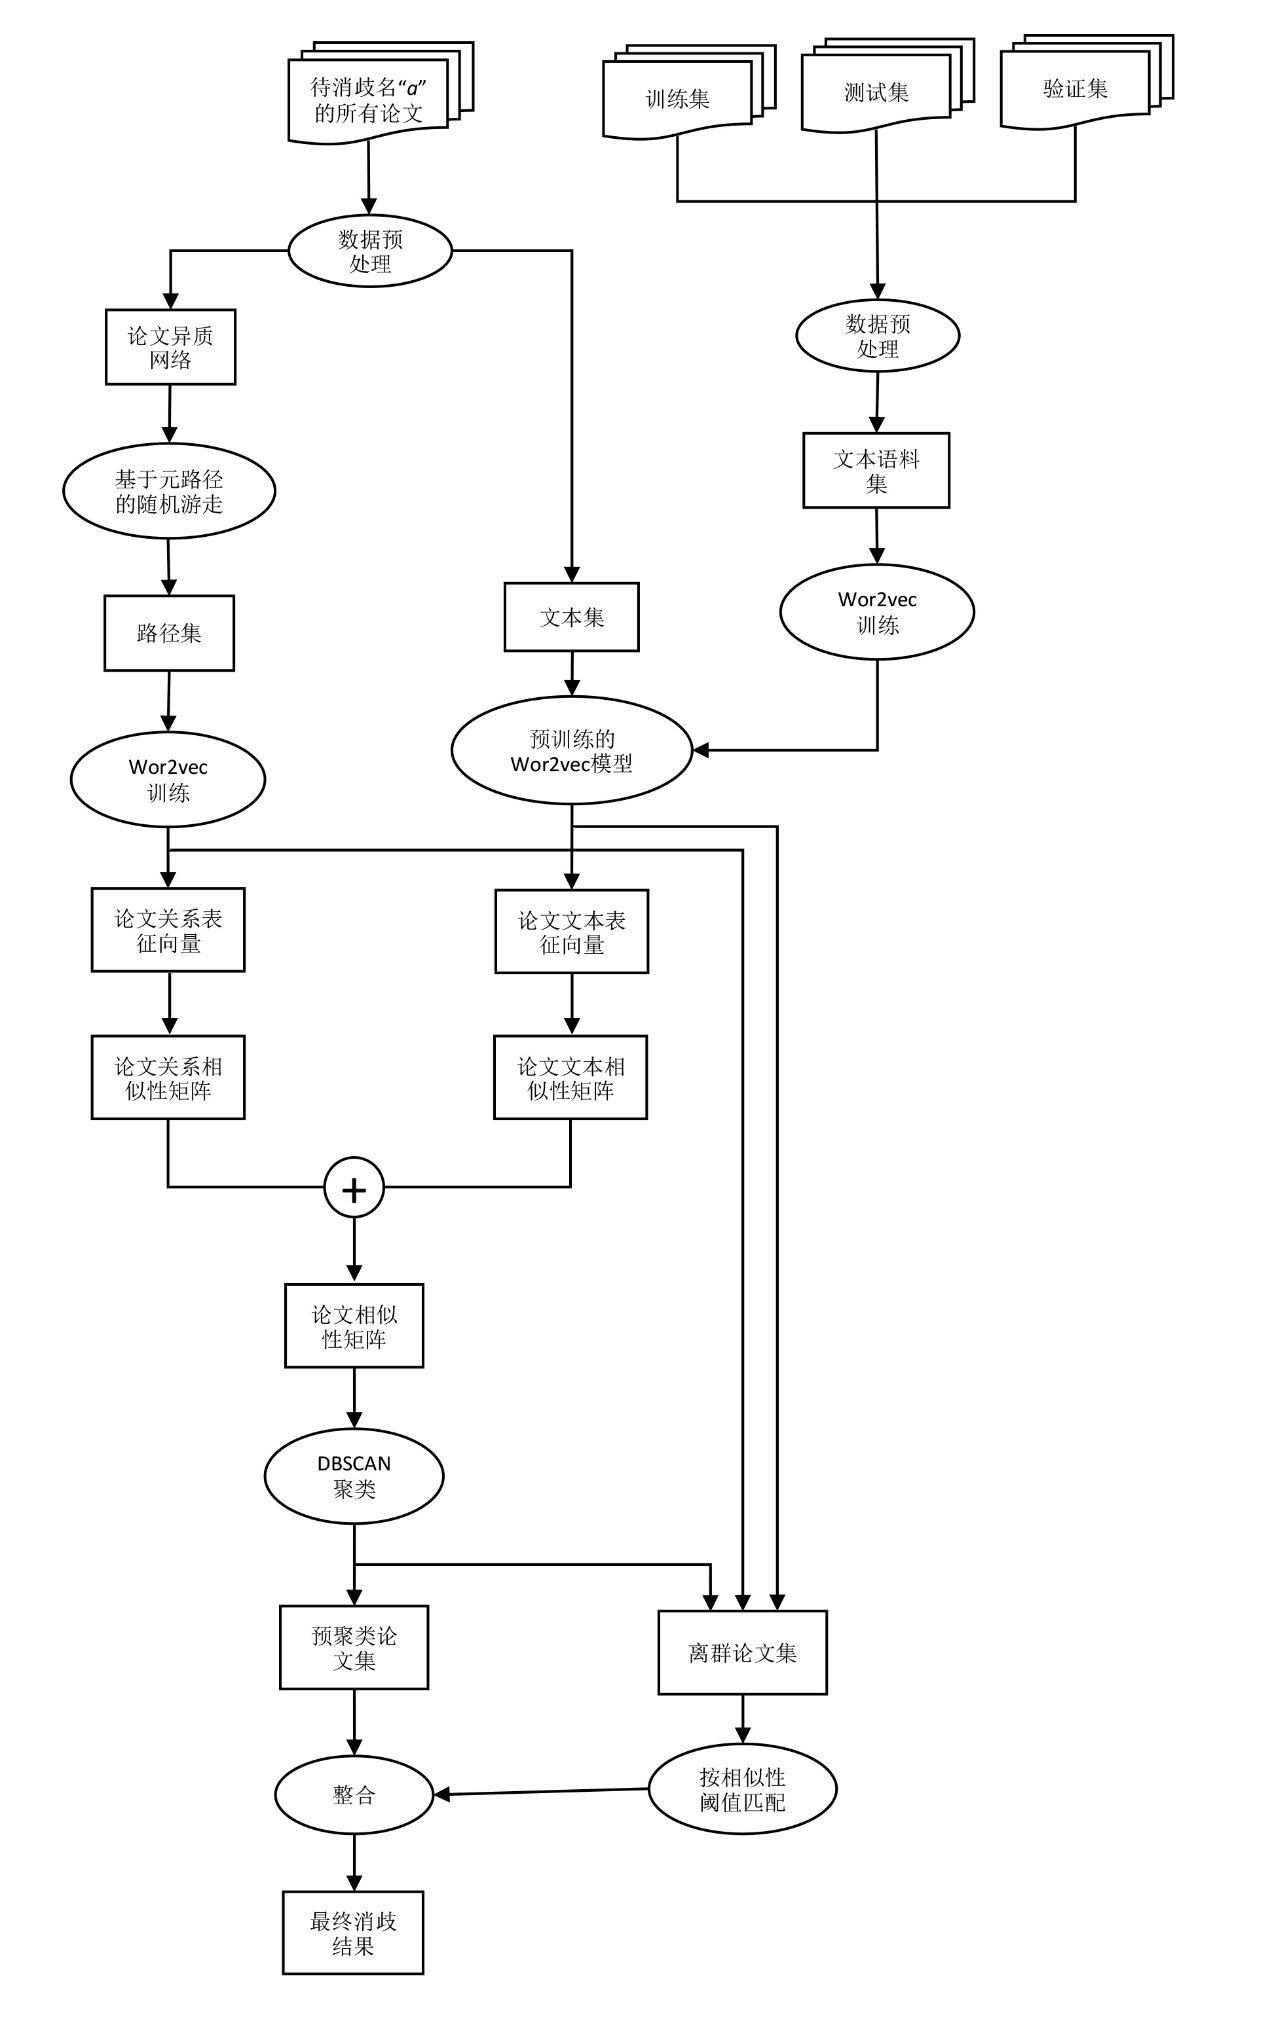 待消歧名“a”
的所有论文
训练集
测试集
验证集
数据预
处理
论文异质
网络
数据预
处理
基于元路径
的随机游走
文本语料
集
路径集
文本集
Wor2vec
训练
Wor2vec
训练
预训练的
Wor2vec模型
论文关系表
征向量
论文文本表
征向量
论文关系相
似性矩阵
论文文本相
似性矩阵
+
论文相似
性矩阵
DBSCAN
聚类
预聚类论
文集
离群论文集
整合
按相似性
阈值匹配
最终消歧
结果